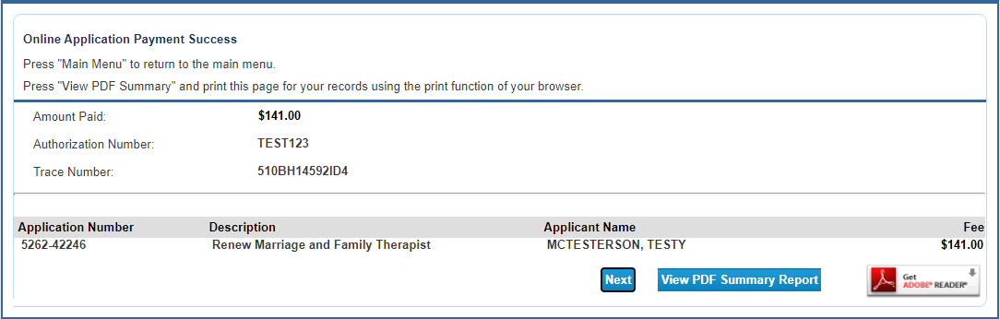 Online Application Payment Success
Press "Main Menu" to return to the main menu.
Press "View PDF Summary" and print this page for your records using the print function of your browser.
Amount Paid: $141.00
Authorization Number: TEST123
Trace Number: 510BH14592ID4
Application Number Description Applicant Name Fee
5262-42246 Renew Marriage and Family Therapist MCTESTERSON, TESTY $141.00
Next View PDF Summary Report Get
ADOBE® READER®